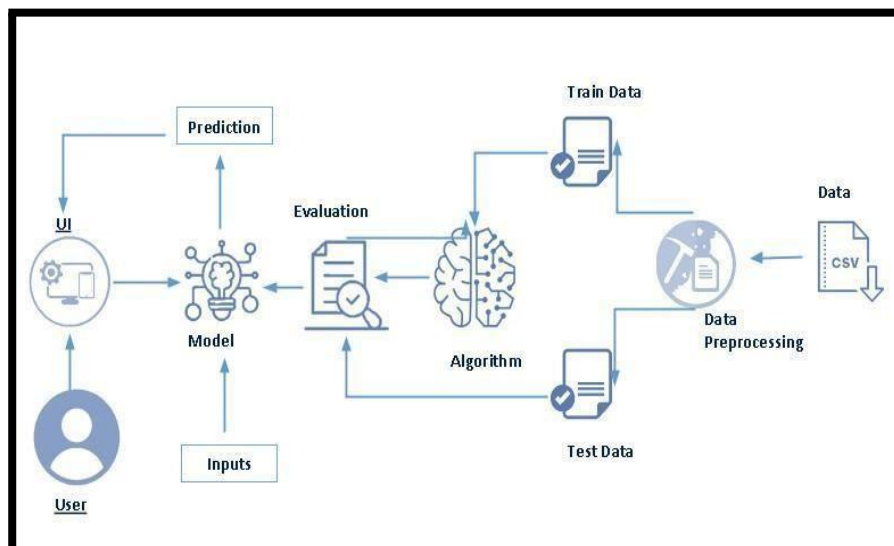 Train Data
Prediction
Data
Evaluation
UI
CSV
Model
Algorithm
Data
Preprocessing
Inputs
Test Data
User